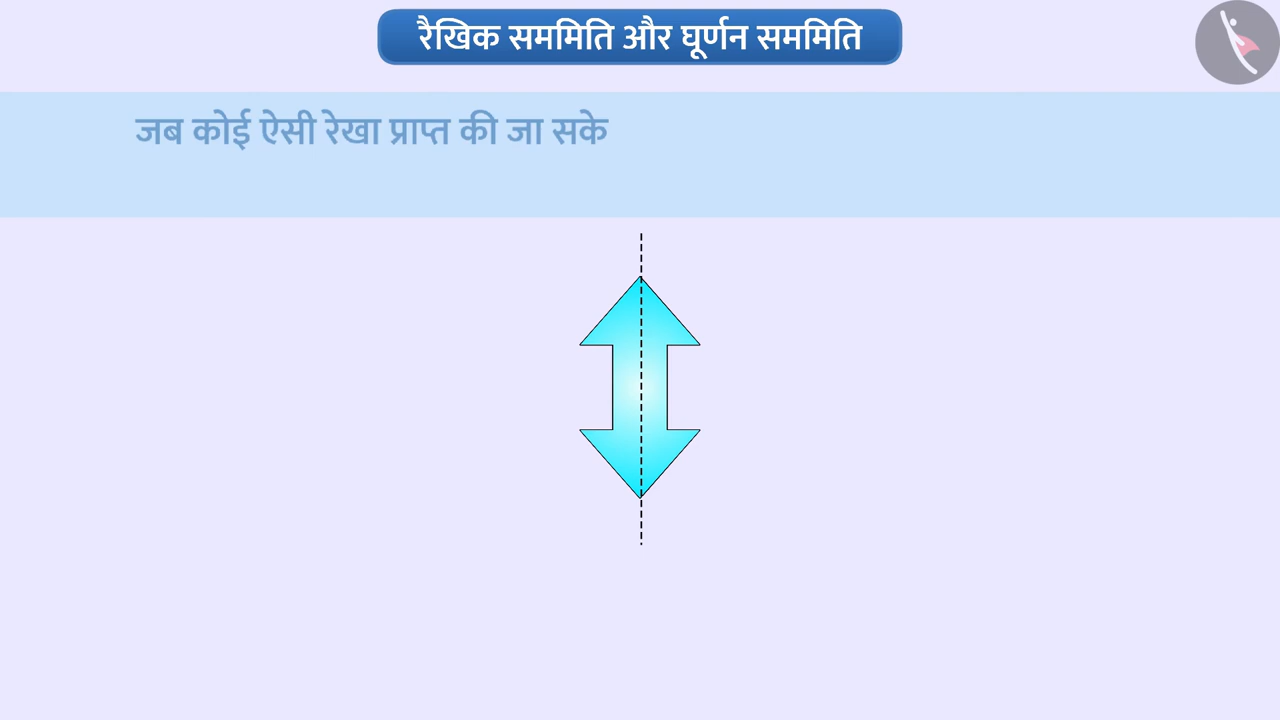 रैखिक सममिति और घूर्णन सममिति
जब कोई ऐसी रेखा प्राप्त की जा सके